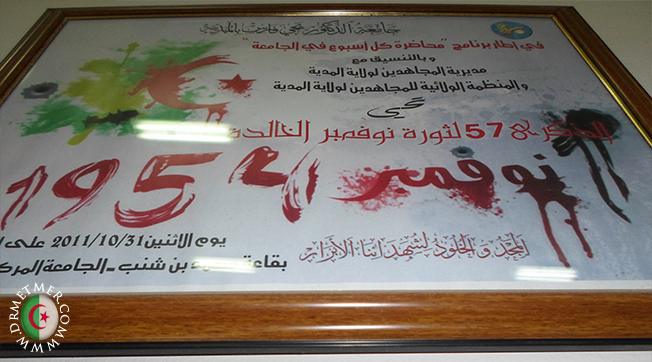 جامعة الدكتور يحي فارس بالمدية
في إطار برنامج "محاضرة كل أسبوع في الجامعة"
و بالتنسيق مع
مديرية المجاهدين لولاية المدية
و المنظمة الولائية للمجاهدين لولاية المدية
تحيي
الذكرى 57 لثورة نوفمبر الخالدة
نوفمبر 1954
المجد و الخلود لشهدائنا الأبرار
يوم الاثنين 2011/10/31 على
بقاعة بن شنب - الجامعة
WWW.DRMETMER.COM